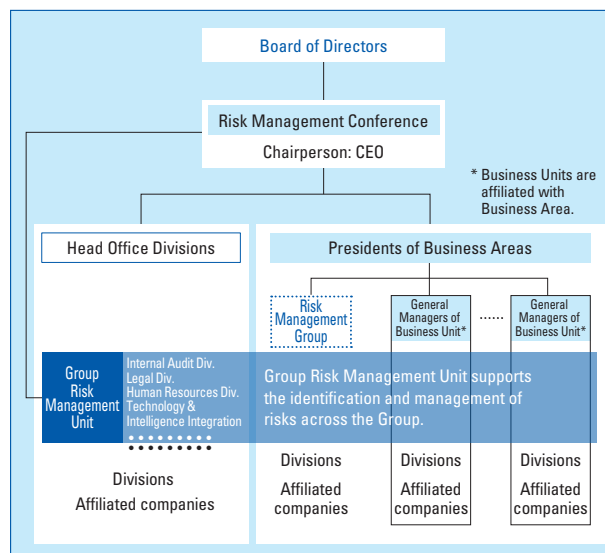 Board of Directors
Risk Management Conference
Chairperson: CEO
* Business Units are
affiliated with
Business Area.
Head Office Divisions
Presidents of Business Areas
Risk
Management
Group
General
Managers of
Business Unit*
......
General
Managers of
Business Unit*
Group
Risk
Management
Unit
Internal Audit Div.
Legal Div.
Human Resources Div.
Technology &
Intelligence Integration
Group Risk Management Unit supports
the identification and management of
risks across the Group.
Divisions
Affiliated companies
Divisions
Affiliated
companies
Divisions
Affiliated
companies
Divisions
Affiliated
companies